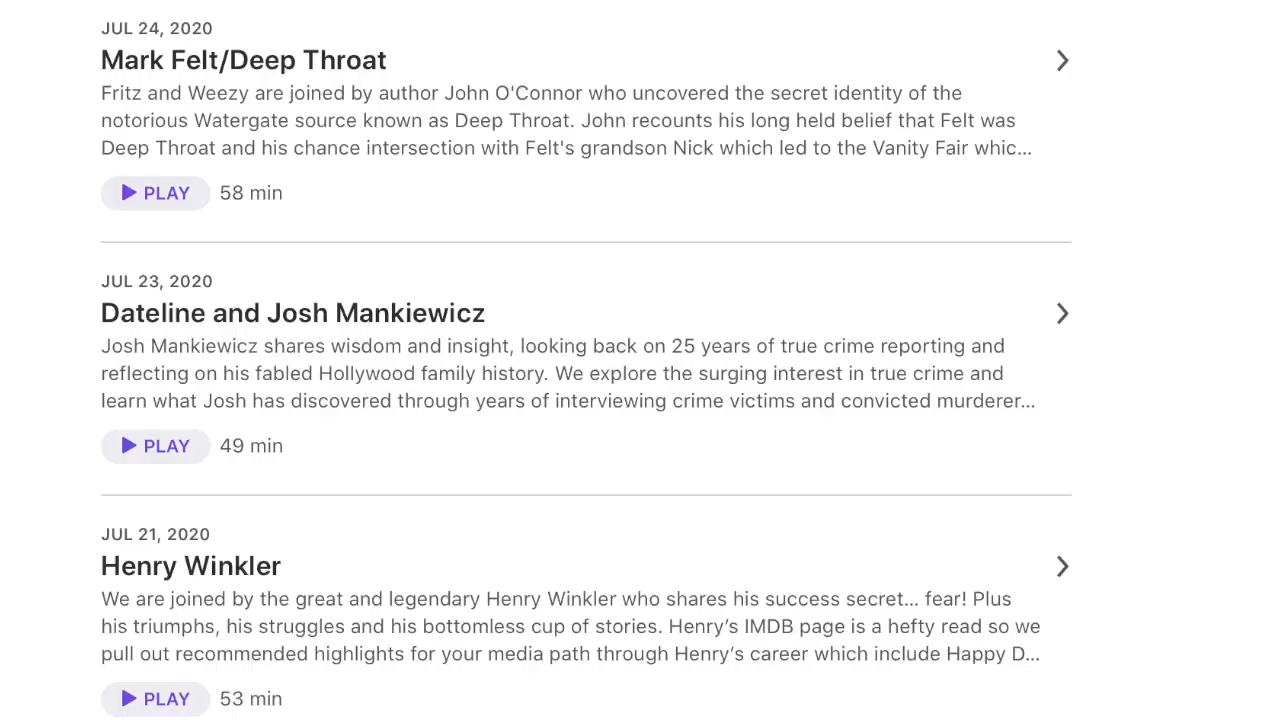 JUL 24, 2020
Mark Felt/Deep Throat
Fritz and Weezy are joined by author John O'Connor who uncovered the secret identity of the
notorious Watergate source known as Deep Throat. John recounts his long held belief that Felt was
Deep Throat and his chance intersection with Felt's grandson Nick which led to the Vanity Fair whic...
PLAY 58 min
JUL 23, 2020
Dateline and Josh Mankiewicz
Josh Mankiewicz shares wisdom and insight, looking back on 25 years of true crime reporting and
reflecting on his fabled Hollywood family history. We explore the surging interest in true crime and
learn what Josh has discovered through years of interviewing crime victims and convicted murderer...
PLAY 49 min
JUL 21, 2020
Henry Winkler
We are joined by the great and legendary Henry Winkler who shares his success secret... fear! Plus
his triumphs, his struggles and his bottomless cup of stories. Henry’s IMDB page is a hefty read so we
pull out recommended highlights for your media path through Henry’s career which include Happy D...
PLAY 53 min